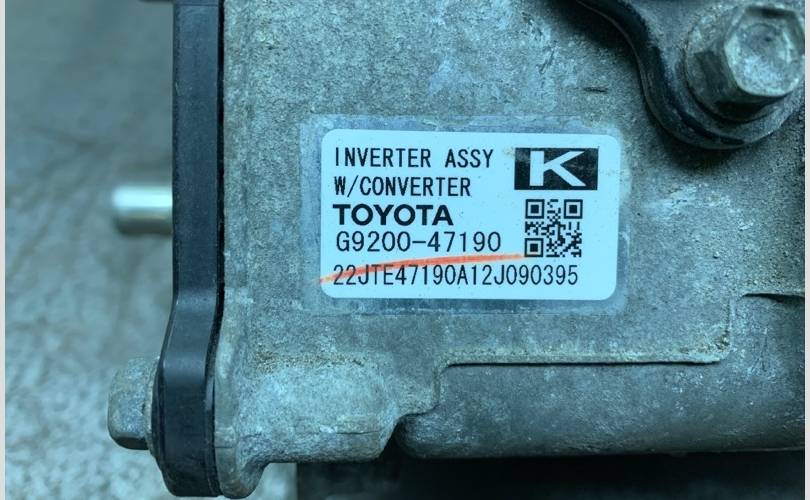 INVERTER ASSY
W/CONVERTER
K
TOYOTA
G9200-47190
22JTE47190A12J090395